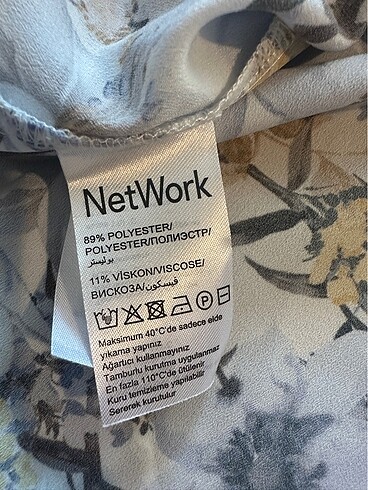 NetWork
89% POLYESTER/
POLYESTER/ПОЛИЭСТР/
بوليستر
11% VİSKON/VISCOSE/
ВИСКОЗА/فيسكون
Maksimum 40°C'de sadece elde
yıkama yapınız
Ağartıcı kullanmayınız
Tamburlu kurutma uygulanmaz
En fazla 110°C'de ütülenir
Kuru temizleme yapılabilir
Sererek kurutulur